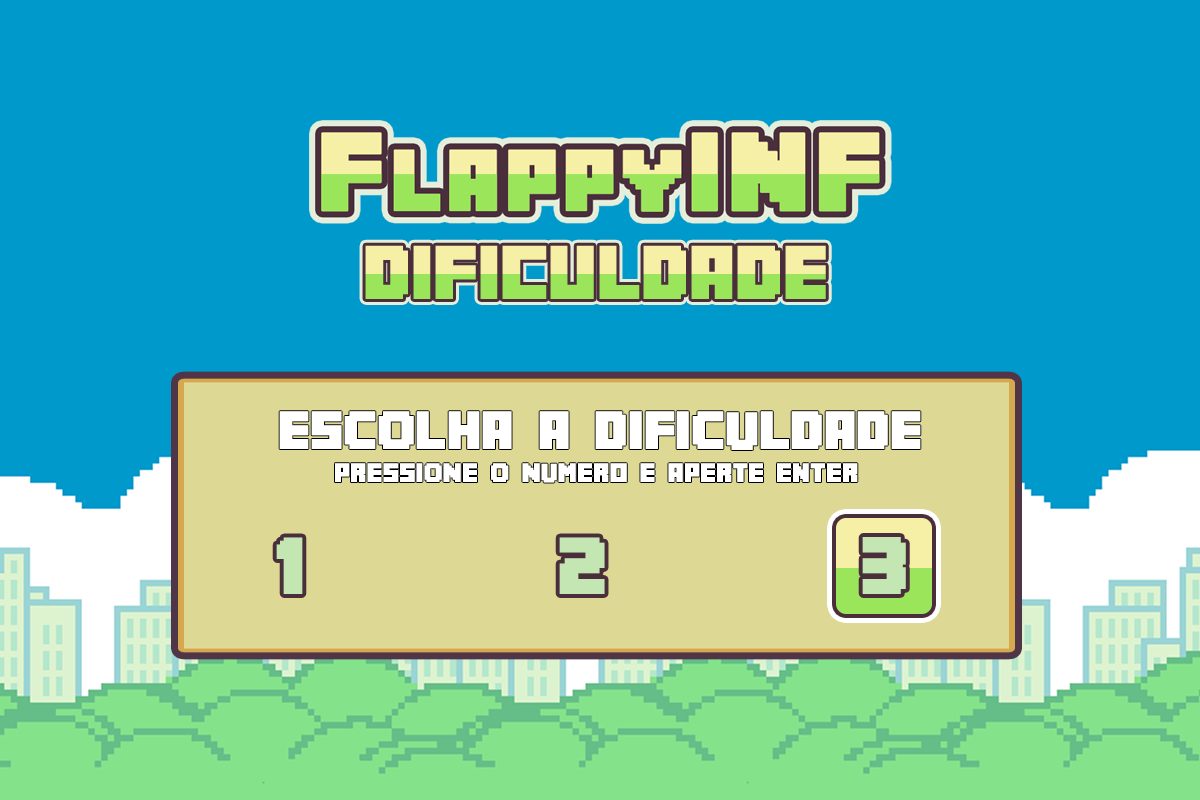 FlappyINF
DIFICULDADE
ESCOLHA A DIFICULDADE
PRESSIONE O NUMERO E APERTE ENTER
1 2 3